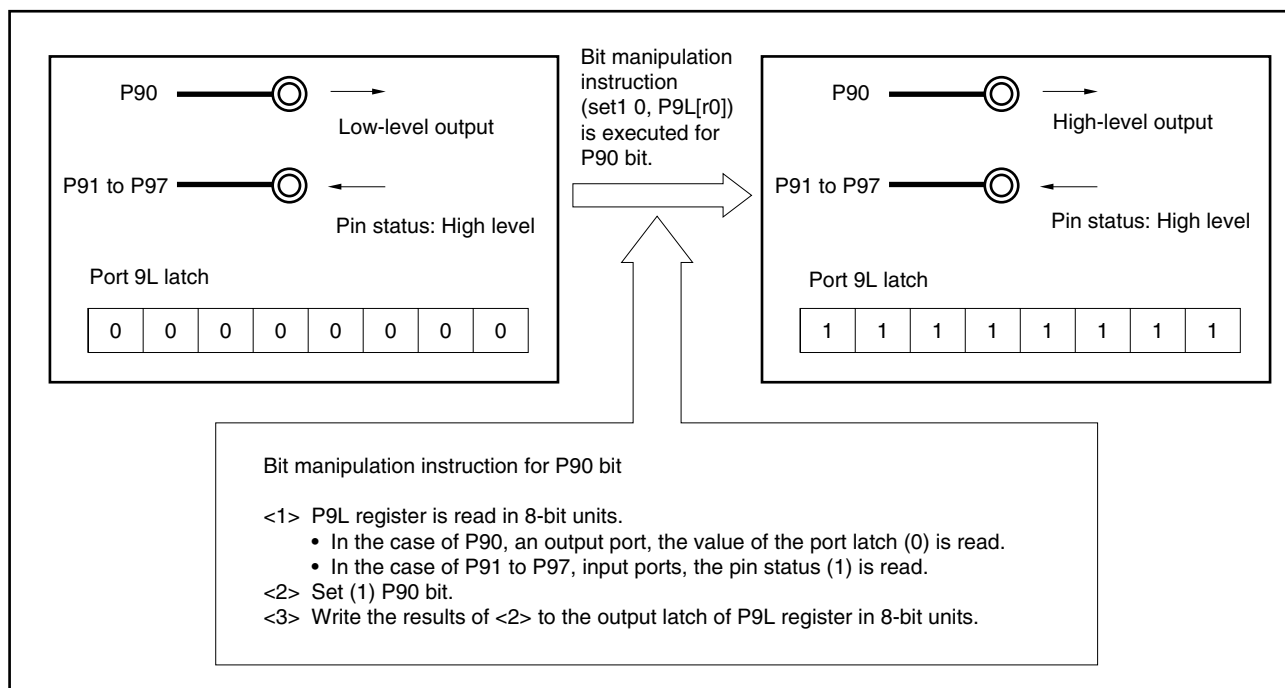 P90
Low-level output
P91 to P97
Pin status: High level
Port 9L latch
0 0 0 0 0 0 0 0
Bit manipulation
instruction
(set1 0, P9L[r0])
is executed for
P90 bit.
P90
High-level output
P91 to P97
Pin status: High level
Port 9L latch
1 1 1 1 1 1 1 1
Bit manipulation instruction for P90 bit
<1> P9L register is read in 8-bit units.
• In the case of P90, an output port, the value of the port latch (0) is read.
• In the case of P91 to P97, input ports, the pin status (1) is read.
<2> Set (1) P90 bit.
<3> Write the results of <2> to the output latch of P9L register in 8-bit units.